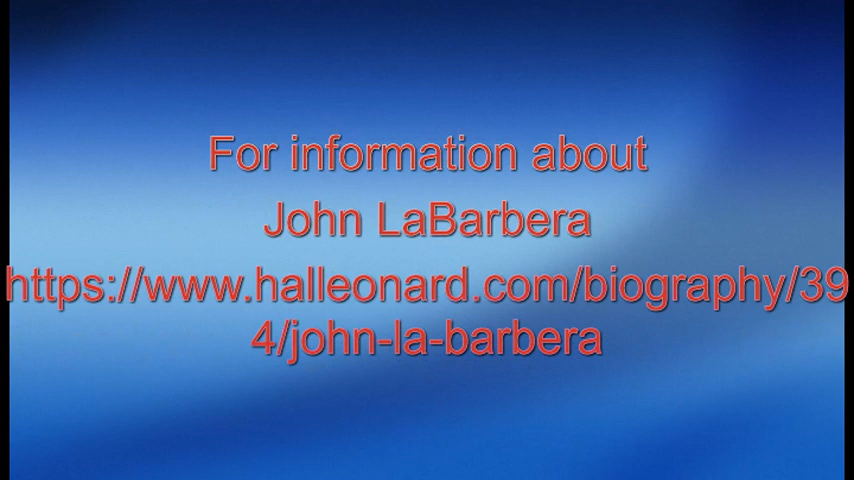 For information about
John LaBarbera
https://www.halleonard.com/biography/39
4/john-la-barbera